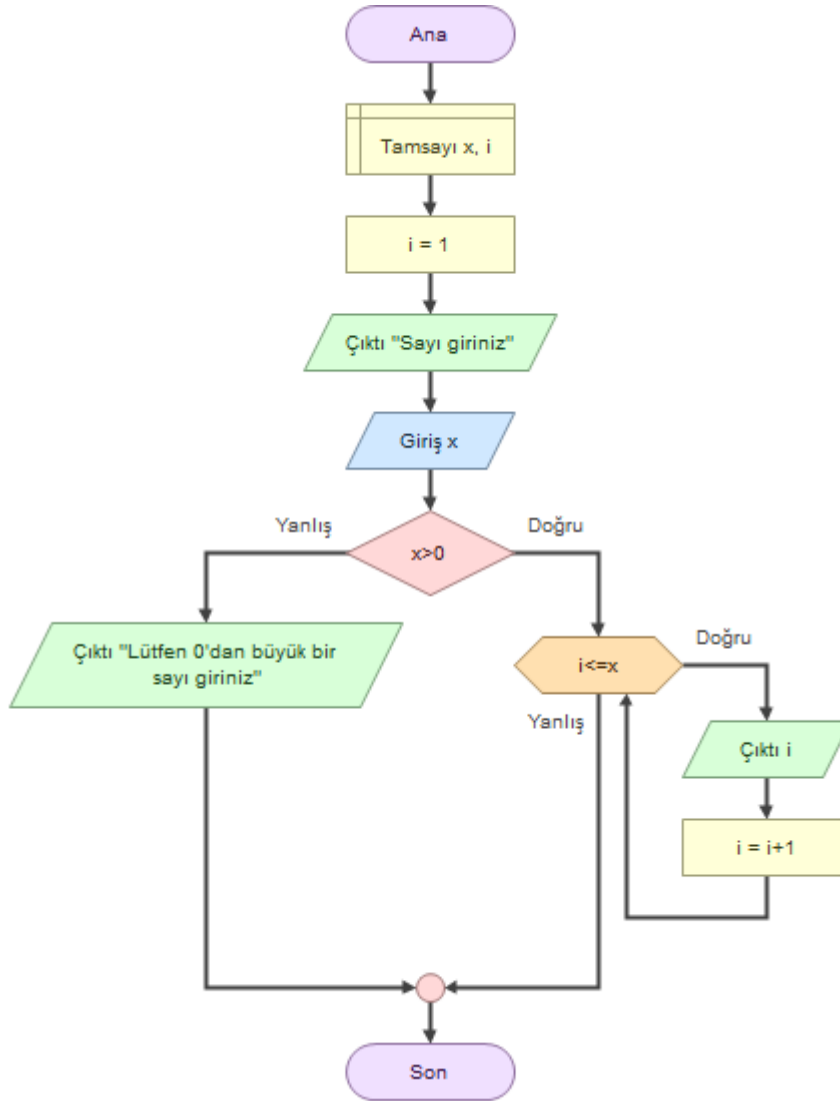 Ana
Tamsayı x, i
i = 1
Çıktı "Sayı giriniz"
Giriş x
Yanlış
Doğru
x>0
Çıktı "Lütfen 0'dan büyük bir
sayı giriniz"
Doğru
i<=x
Yanlış
Çıktı i
i = i+1
Son